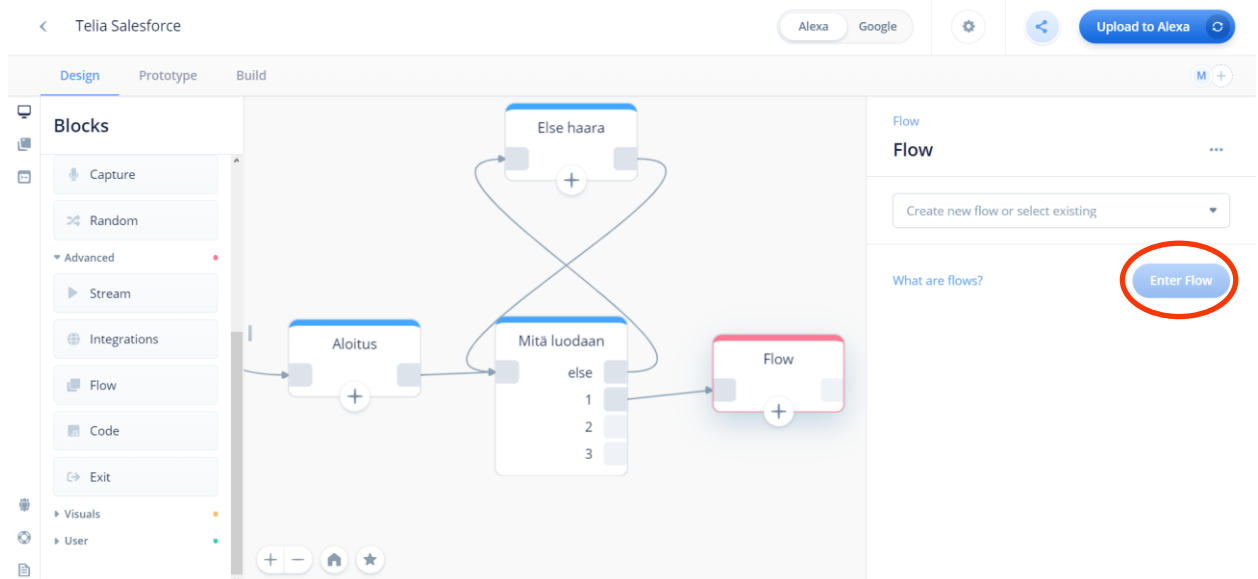 Telia Salesforce
Alexa
Google
Upload to Alexa
Design
Prototype
Build
M
+
Blocks
Capture
Random
Advanced
Stream
Integrations
Flow
Code
Exit
Visuals
User
Else haara
+
Aloitus
+
Mitä luodaan
else
1
2
3
Flow
+
+ −
Flow
Flow
...
Create new flow or select existing
What are flows?
Enter Flow